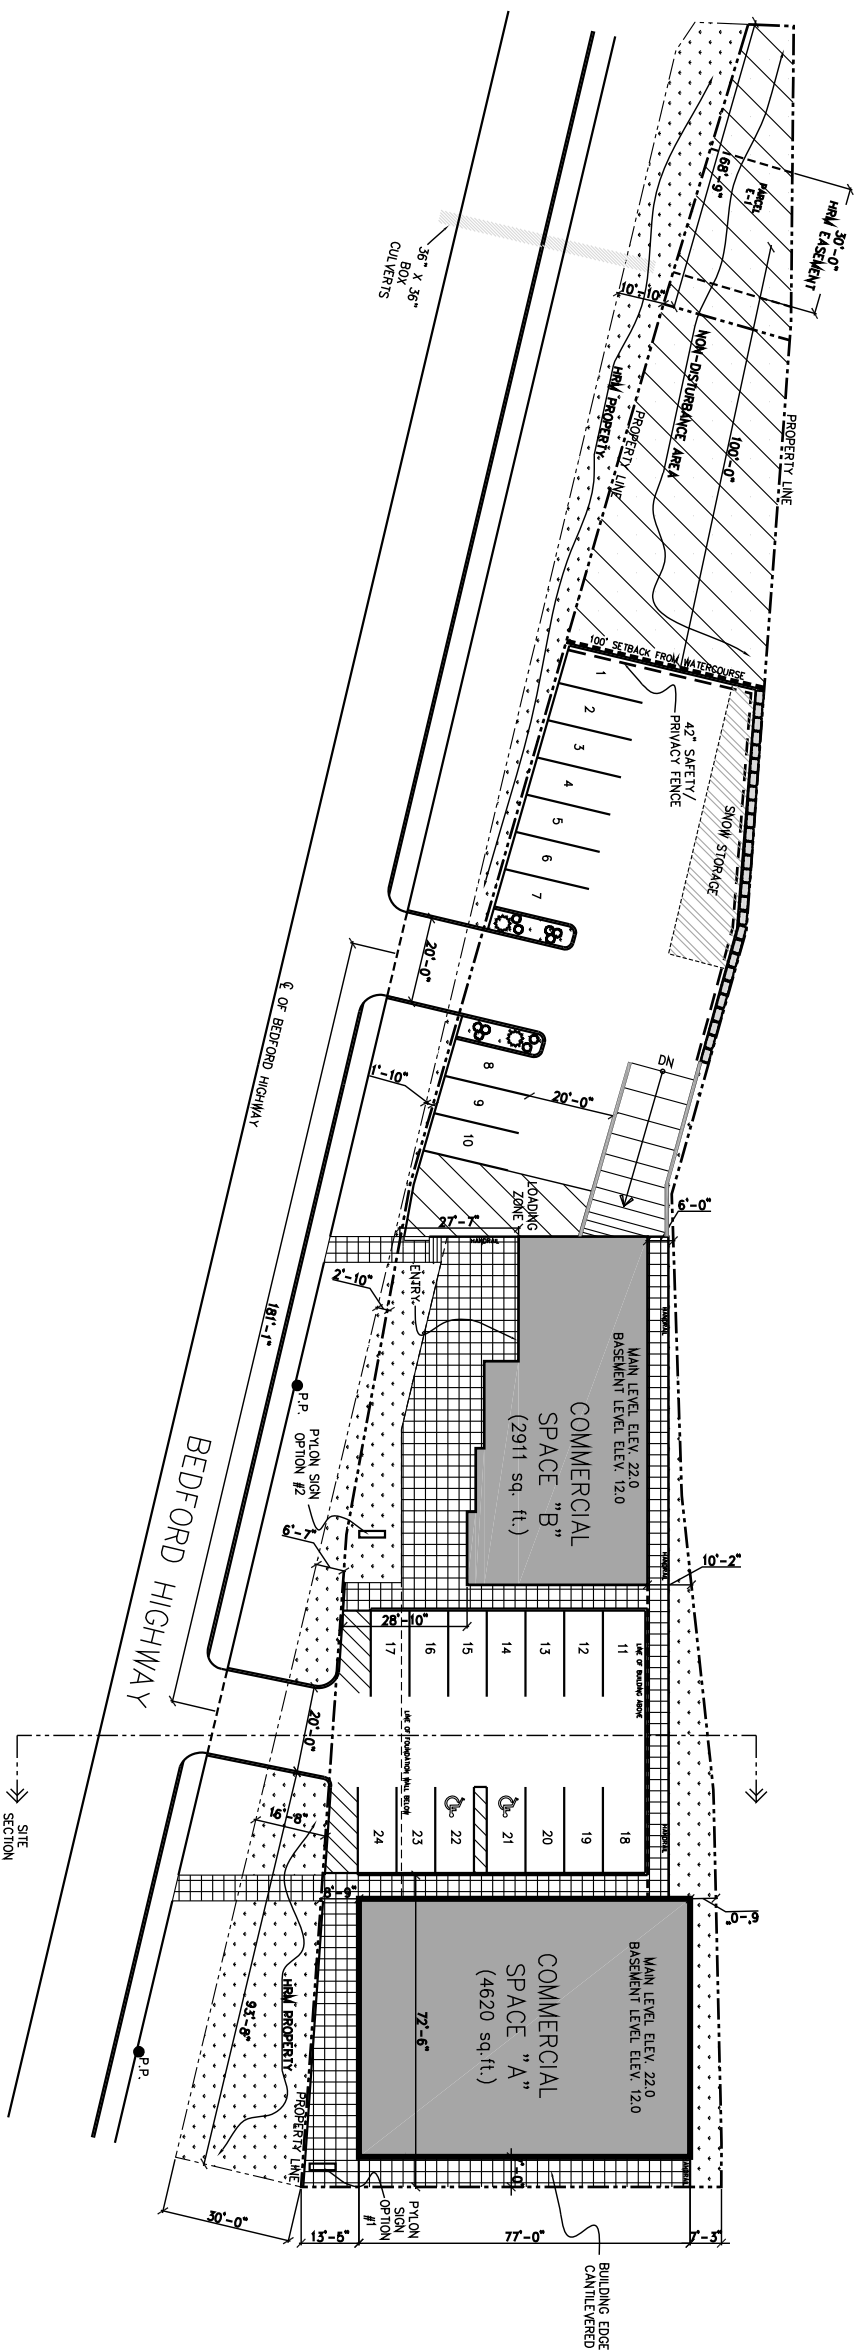 30'-0"
HRM EASEMENT
68'-9"
PARCEL
E-1
36" X 36"
BOX
CULVERTS
10'-10"
NON-DISTURBANCE AREA
100'-0"
PROPERTY LINE
HRM PROPERTY
PROPERTY LINE
100' SETBACK FROM WATERCOURSE
42" SAFETY/
PRIVACY FENCE
SNOW STORAGE
1
2
3
4
5
6
7
20'-0"
℄ OF BEDFORD HIGHWAY
DN
8
9
10
20'-0"
1'-10"
LOADING
ZONE
6'-0"
27'-7"
HANDRAIL
HANDRAIL
ENTRY
2'-10"
181'-1"
MAIN LEVEL ELEV. 22.0
BASEMENT LEVEL ELEV. 12.0
COMMERCIAL
SPACE "B"
(2911 sq. ft.)
P.P.
PYLON SIGN
OPTION #2
6'-7"
HANDRAIL
10'-2"
28'-10"
BEDFORD HIGHWAY
11
12
13
14
15
16
17
LINE OF BUILDING ABOVE
LINE OF FOUNDATION WALL BELOW
20'-0"
SITE
SECTION
18
19
20
21
22
23
24
HANDRAIL
16'-8"
8'-9"
6'-0"
MAIN LEVEL ELEV. 22.0
BASEMENT LEVEL ELEV. 12.0
COMMERCIAL
SPACE "A"
(4620 sq.ft.)
72'-6"
HRM PROPERTY
93'-8"
P.P.
PROPERTY LINE
PYLON
SIGN
OPTION
#1
HANDRAIL
30'-0"
13'-5"
77'-0"
7'-3"
BUILDING EDGE
CANTILEVERED